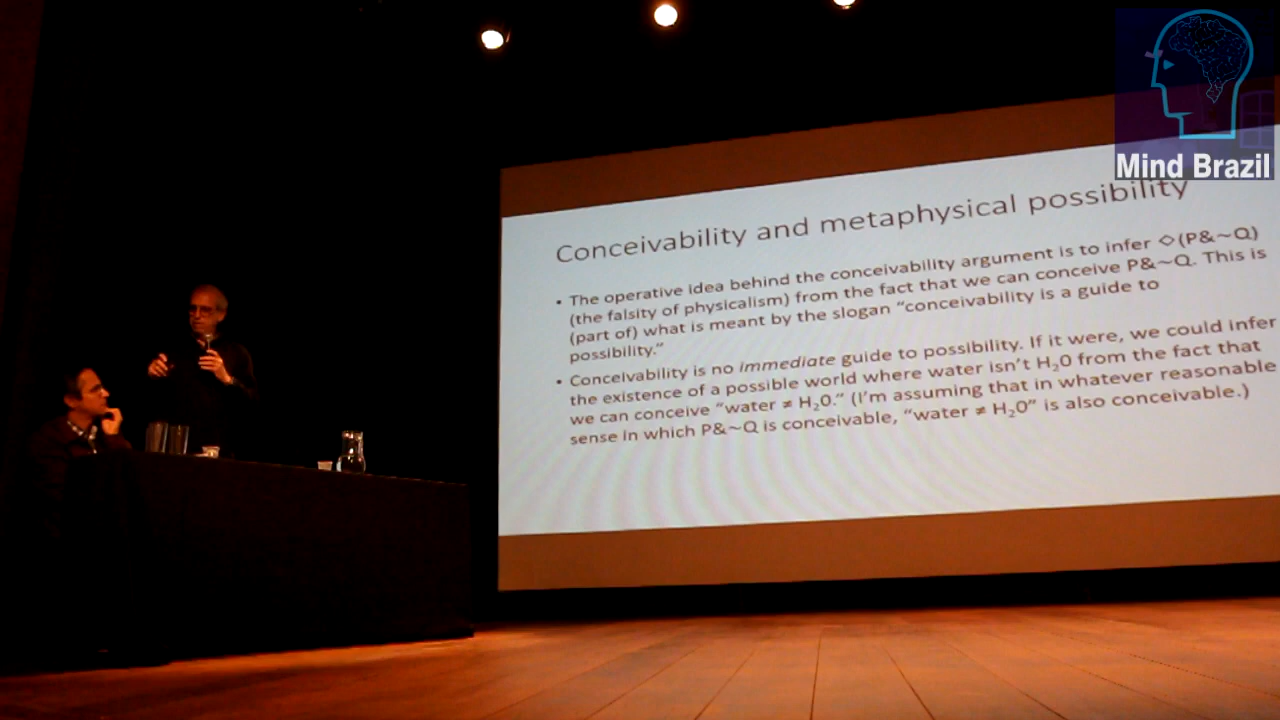 Mind Brazil
Conceivability and metaphysical possibility
• The operative idea behind the conceivability argument is to infer ◇(P&~Q)
(the falsity of physicalism) from the fact that we can conceive P&~Q. This is
(part of) what is meant by the slogan “conceivability is a guide to
possibility.”
• Conceivability is no immediate guide to possibility. If it were, we could infer
the existence of a possible world where water isn’t H₂0 from the fact that
we can conceive “water ≠ H₂0.” (I’m assuming that in whatever reasonable
sense in which P&~Q is conceivable, “water ≠ H₂0” is also conceivable.)